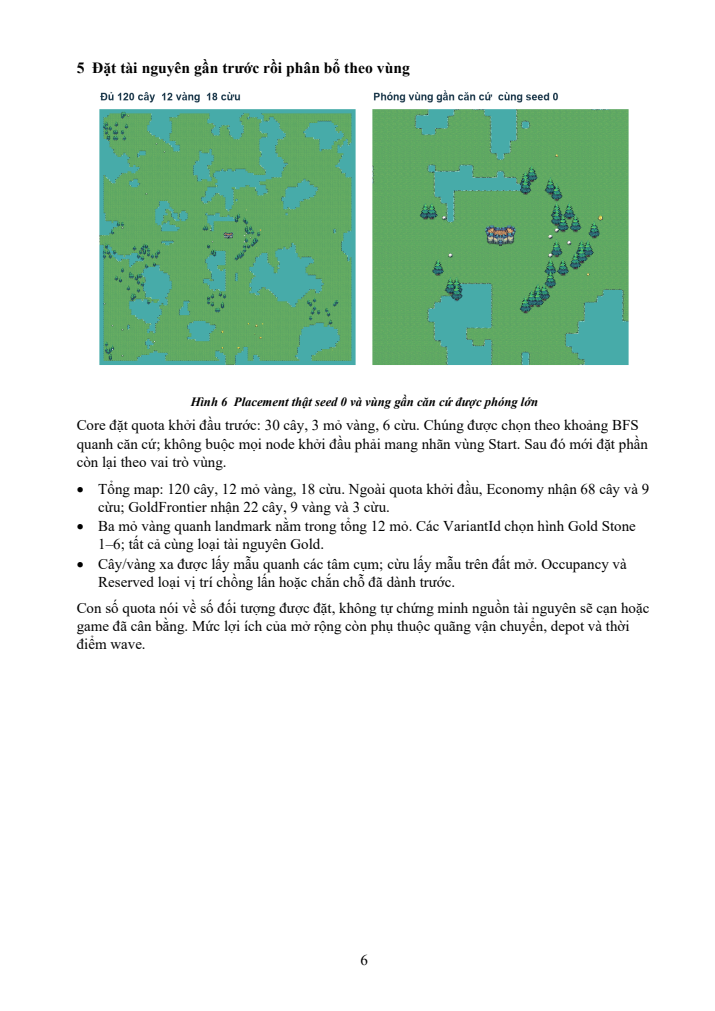 5 Đặt tài nguyên gần trước rồi phân bổ theo vùng
Đủ 120 cây 12 vàng 18 cừu
Phóng vùng gần căn cứ cùng seed 0
Hình 6 Placement thật seed 0 và vùng gần căn cứ được phóng lớn
Core đặt quota khởi đầu trước: 30 cây, 3 mỏ vàng, 6 cừu. Chúng được chọn theo khoảng BFS
quanh căn cứ; không buộc mọi node khởi đầu phải mang nhãn vùng Start. Sau đó mới đặt phần
còn lại theo vai trò vùng.
• Tổng map: 120 cây, 12 mỏ vàng, 18 cừu. Ngoài quota khởi đầu, Economy nhận 68 cây và 9
cừu; GoldFrontier nhận 22 cây, 9 vàng và 3 cừu.
• Ba mỏ vàng quanh landmark nằm trong tổng 12 mỏ. Các VariantId chọn hình Gold Stone
1–6; tất cả cùng loại tài nguyên Gold.
• Cây/vàng xa được lấy mẫu quanh các tâm cụm; cừu lấy mẫu trên đất mở. Occupancy và
Reserved loại vị trí chồng lấn hoặc chắn chỗ đã dành trước.
Con số quota nói về số đối tượng được đặt, không tự chứng minh nguồn tài nguyên sẽ cạn hoặc
game đã cân bằng. Mức lợi ích của mở rộng còn phụ thuộc quãng vận chuyển, depot và thời
điểm wave.
6